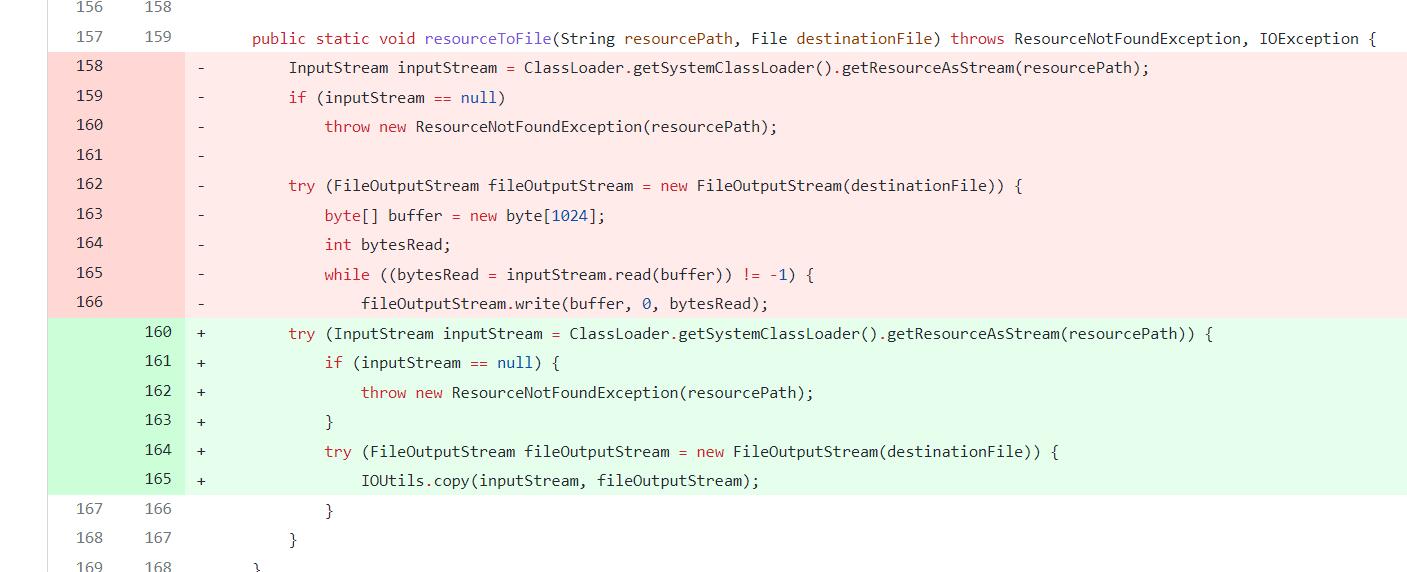 156 158
157 159 public static void resourceToFile(String resourcePath, File destinationFile) throws ResourceNotFoundException, IOException {
158 - InputStream inputStream = ClassLoader.getSystemClassLoader().getResourceAsStream(resourcePath);
159 - if (inputStream == null)
160 - throw new ResourceNotFoundException(resourcePath);
161 -
162 - try (FileOutputStream fileOutputStream = new FileOutputStream(destinationFile)) {
163 - byte[] buffer = new byte[1024];
164 - int bytesRead;
165 - while ((bytesRead = inputStream.read(buffer)) != -1) {
166 - fileOutputStream.write(buffer, 0, bytesRead);
160 + try (InputStream inputStream = ClassLoader.getSystemClassLoader().getResourceAsStream(resourcePath)) {
161 + if (inputStream == null) {
162 + throw new ResourceNotFoundException(resourcePath);
163 + }
164 + try (FileOutputStream fileOutputStream = new FileOutputStream(destinationFile)) {
165 + IOUtils.copy(inputStream, fileOutputStream);
167 166 }
168 167 }
169 168 }